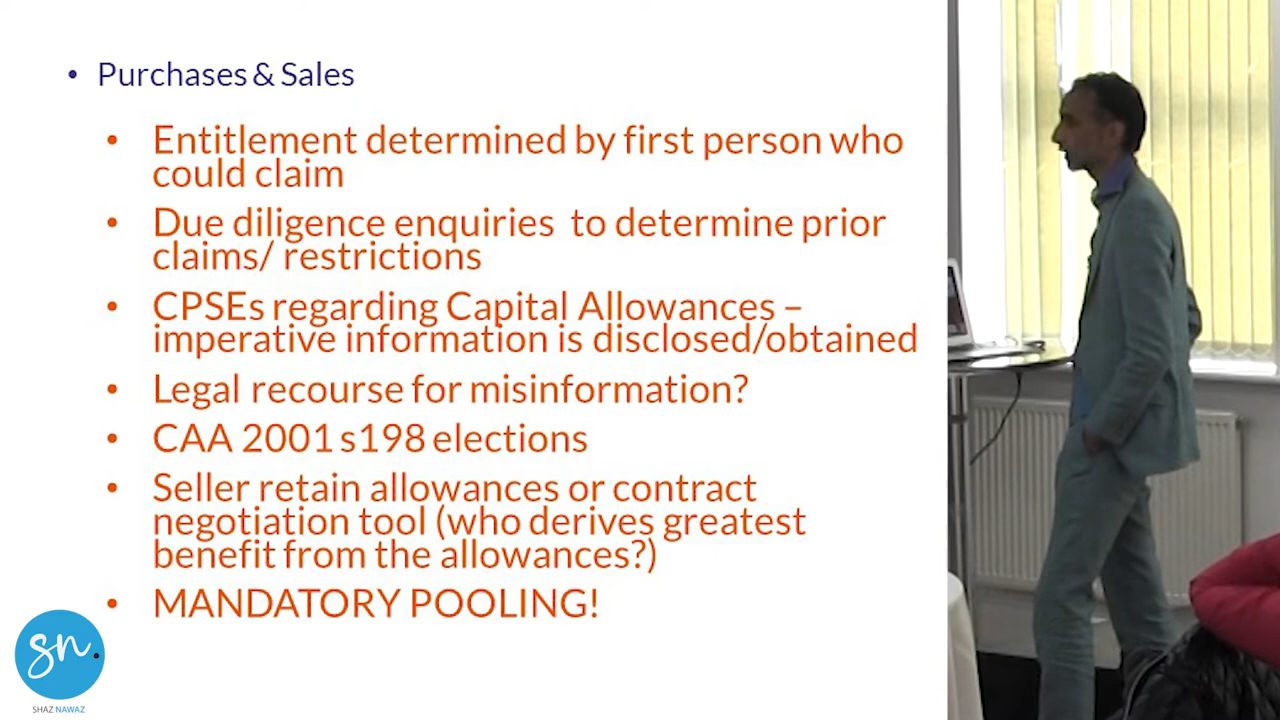 • Purchases & Sales
• Entitlement determined by first person who
could claim
• Due diligence enquiries to determine prior
claims/ restrictions
• CPSEs regarding Capital Allowances –
imperative information is disclosed/obtained
• Legal recourse for misinformation?
• CAA 2001 s198 elections
• Seller retain allowances or contract
negotiation tool (who derives greatest
benefit from the allowances?)
• MANDATORY POOLING!
sn.
SHAZ NAWAZ